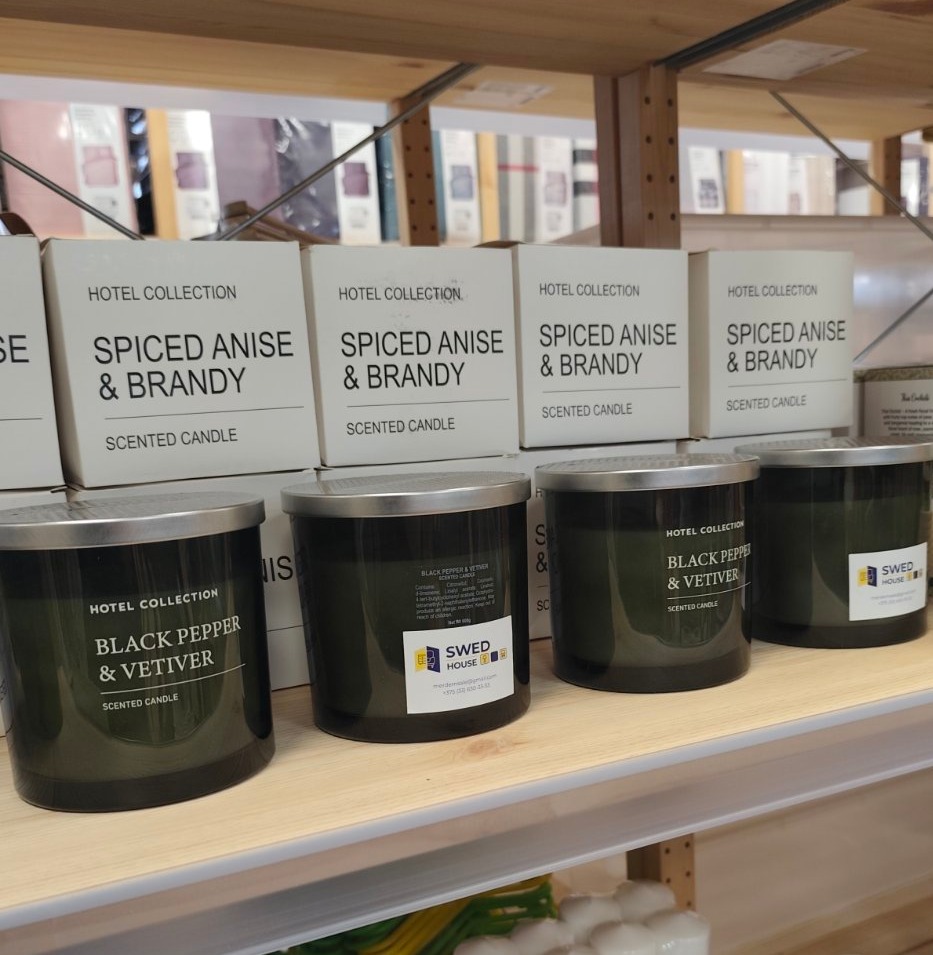 SE
HOTEL COLLECTION
SPICED ANISE
& BRANDY
SCENTED CANDLE
HOTEL COLLECTION
SPICED ANISE
& BRANDY
SCENTED CANDLE
HOTEL COLLECTION
SPICED ANISE
& BRANDY
SCENTED CANDLE
HOTEL COLLECTION
SPICED ANISE
& BRANDY
SCENTED CANDLE
NIS
S
&
SC
HOTEL COLLECTION
BLACK PEPPER
& VETIVER
SCENTED CANDLE
BLACK PEPPER & VETIVER
SCENTED CANDLE
SWED
HOUSE
HOTEL COLLECTION
BLACK PEPPER
& VETIVER
SCENTED CANDLE
SWED
HOUSE